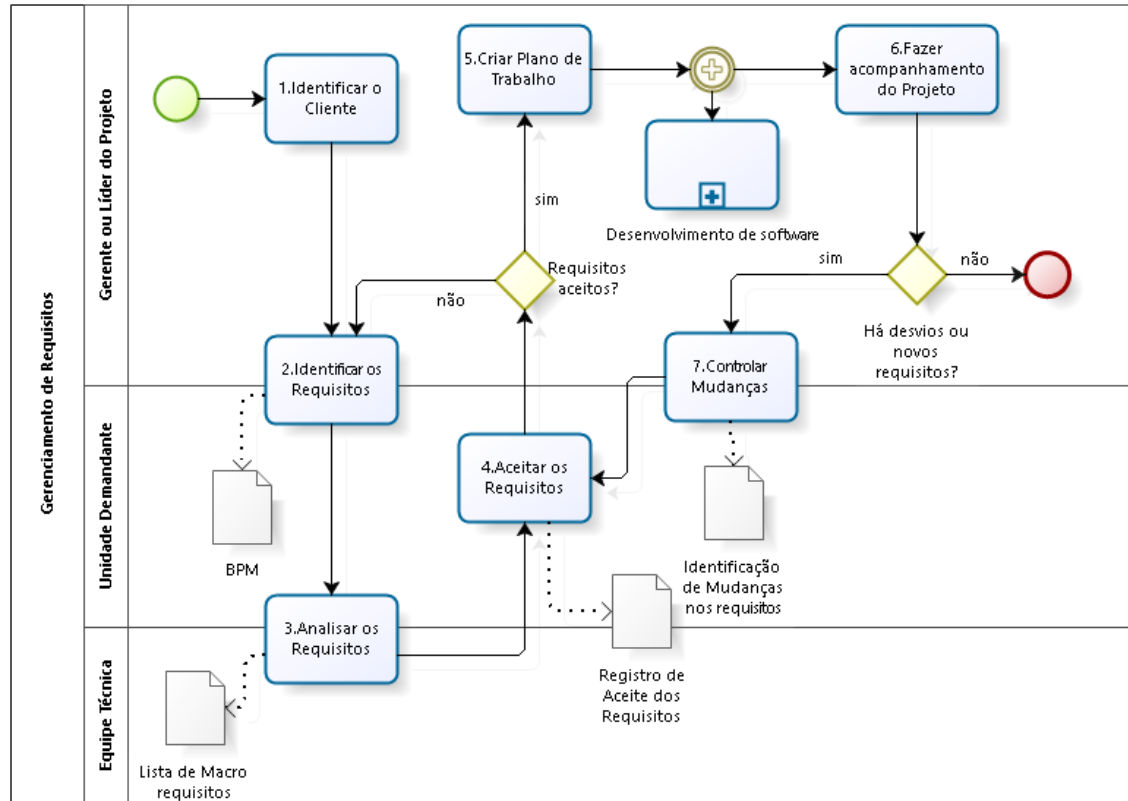 Gerenciamento de Requisitos
Gerente ou Líder do Projeto
1.Identificar o
Cliente
5.Criar Plano de
Trabalho
6.Fazer
acompanhamento
do Projeto
Desenvolvimento de software
sim
Requisitos
aceitos?
não
sim
não
Há desvios ou
novos
requisitos?
2.Identificar os
Requisitos
7.Controlar
Mudanças
Unidade Demandante
4.Aceitar os
Requisitos
BPM
Identificação
de Mudanças
nos requisitos
3.Analisar os
Requisitos
Equipe Técnica
Registro de
Aceite dos
Requisitos
Lista de Macro
requisitos